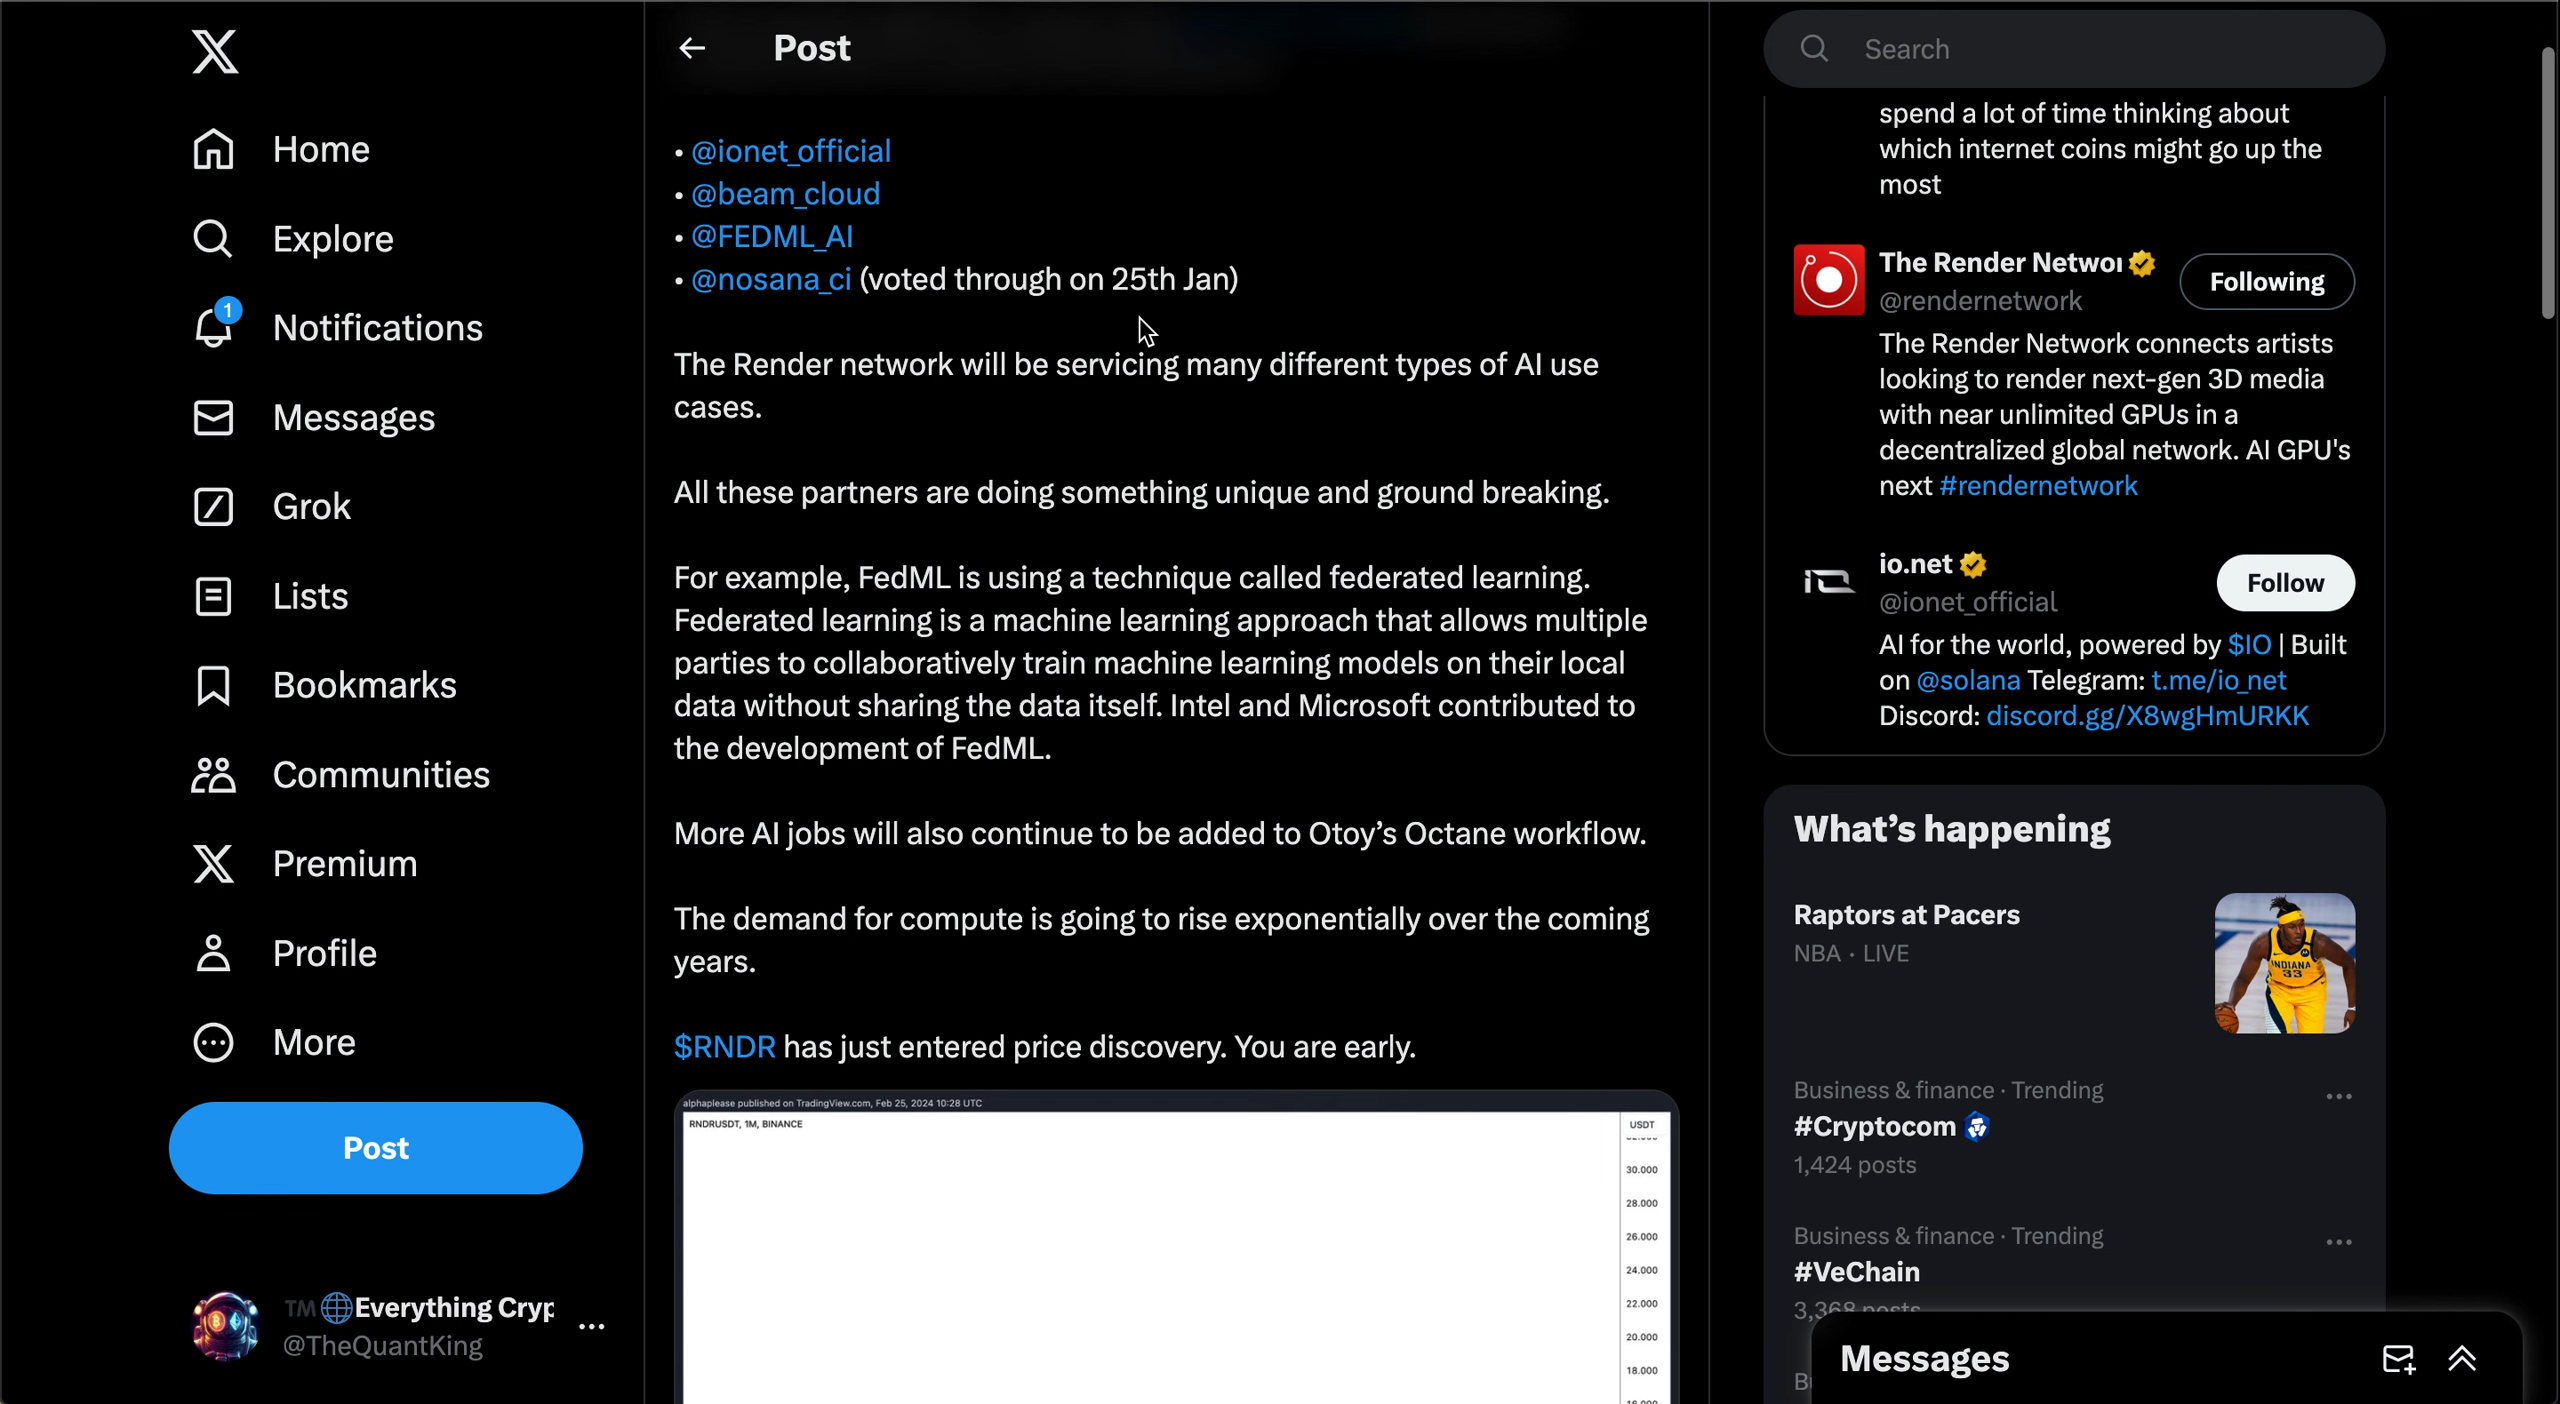 Home
Explore
1
Notifications
Messages
Grok
Lists
Bookmarks
Communities
Premium
Profile
More
Post
TM Everything Cryp
@TheQuantKing
Post
• @ionet_official
• @beam_cloud
• @FEDML_AI
• @nosana_ci (voted through on 25th Jan)
The Render network will be servicing many different types of AI use
cases.
All these partners are doing something unique and ground breaking.
For example, FedML is using a technique called federated learning.
Federated learning is a machine learning approach that allows multiple
parties to collaboratively train machine learning models on their local
data without sharing the data itself. Intel and Microsoft contributed to
the development of FedML.
More AI jobs will also continue to be added to Otoy’s Octane workflow.
The demand for compute is going to rise exponentially over the coming
years.
$RNDR has just entered price discovery. You are early.
alphaplease published on TradingView.com, Feb 25, 2024 10:28 UTC
RNDRUSDT, 1M, BINANCE
USDT
30.000
28.000
26.000
24.000
22.000
20.000
18.000
Search
spend a lot of time thinking about
which internet coins might go up the
most
The Render Networ
Following
@rendernetwork
The Render Network connects artists
looking to render next-gen 3D media
with near unlimited GPUs in a
decentralized global network. AI GPU's
next #rendernetwork
io.net
Follow
@ionet_official
AI for the world, powered by $IO | Built
on @solana Telegram: t.me/io_net
Discord: discord.gg/X8wgHmURKK
What’s happening
Raptors at Pacers
NBA · LIVE
INDIANA
33
Business & finance · Trending
#Cryptocom
1,424 posts
Business & finance · Trending
#VeChain
3,368 posts
Messages